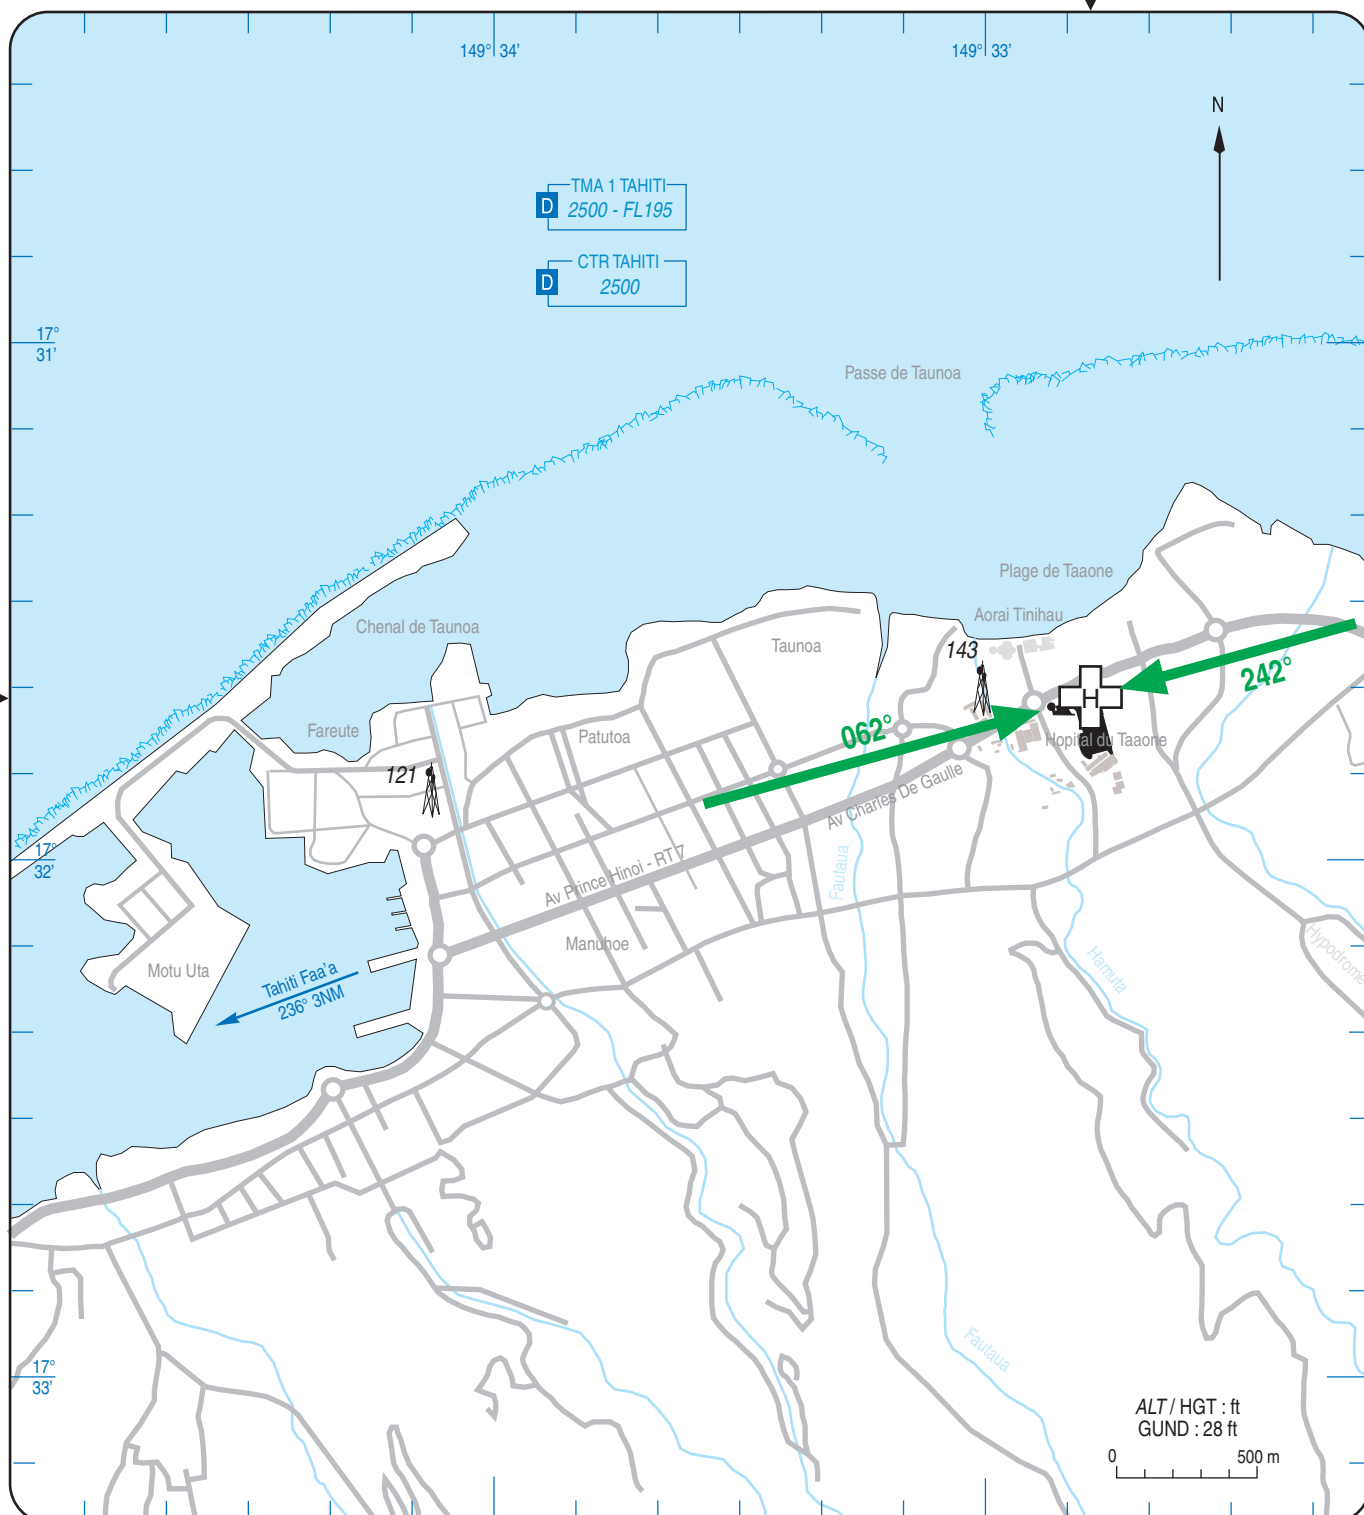 149° 34'
149° 33'
N
TMA 1 TAHITI
D
2500 - FL195
CTR TAHITI
D
2500
17°
31'
Passe de Taunoa
Plage de Taaone
Aorai Tinihau
Chenal de Taunoa
Taunoa
143
242°
Fareute
Patutoa
062°
H
Hopital du Taaone
121
Av Charles De Gaulle
17°
32'
Av Prince Hinoi - RT 7
Fautaua
Manuhoe
Hypodrome
Motu Uta
Tahiti Faa'a
236° 3NM
Hamuta
Fautaua
17°
33'
ALT / HGT : ft
GUND : 28 ft
0
500 m